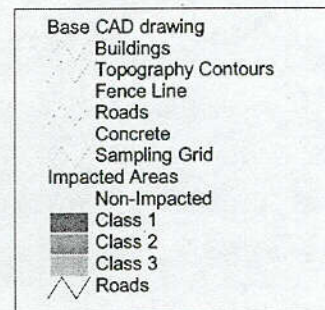 Base CAD drawing
Buildings
Topography Contours
Fence Line
Roads
Concrete
Sampling Grid
Impacted Areas
Non-Impacted
Class 1
Class 2
Class 3
Roads